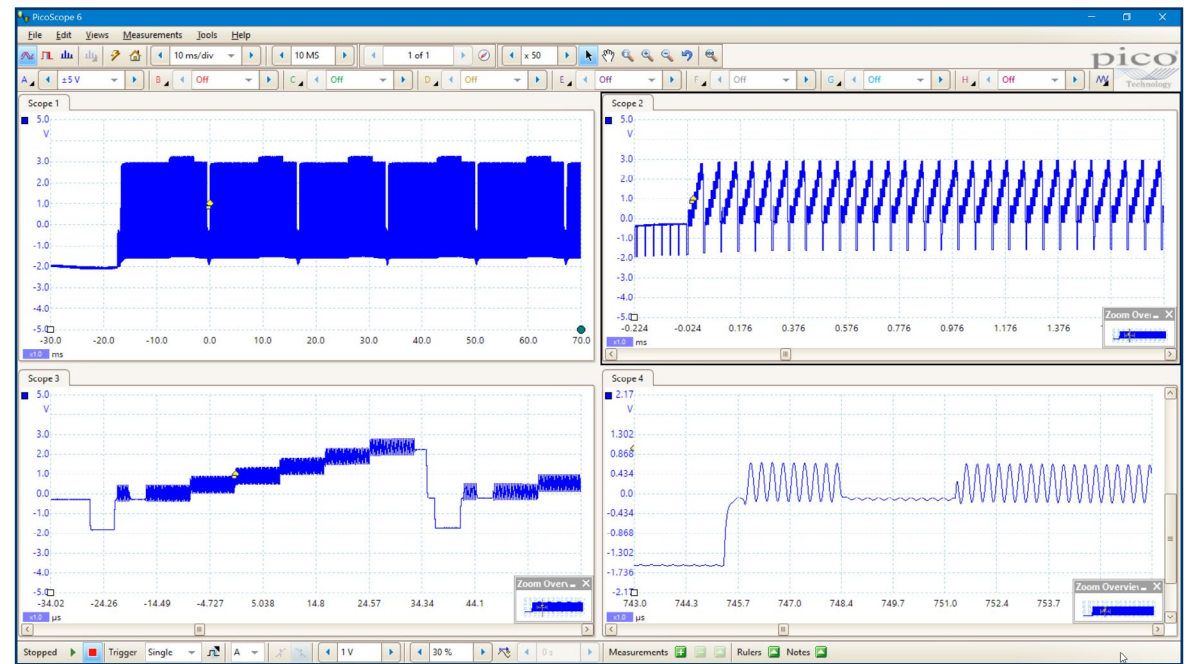 PicoScope 6
File Edit Views Measurements Tools Help
10 ms/div 10 MS 1 of 1 x 50
pico
Technology
A ±5 V B Off C Off D Off E Off F Off G Off H Off
Scope 1
5.0
V
3.0
2.0
1.0
0.0
-1.0
-2.0
-3.0
-4.0
-5.0
-30.0 -20.0 -10.0 0.0 10.0 20.0 30.0 40.0 50.0 60.0 70.0
x1.0 ms
Scope 2
5.0
V
3.0
2.0
1.0
0.0
-1.0
-2.0
-3.0
-4.0
-5.0
Zoom Over
-0.224 -0.024 0.176 0.376 0.576 0.776 0.976 1.176 1.376
x1.0 ms
Scope 3
5.0
V
3.0
2.0
1.0
0.0
-1.0
-2.0
-3.0
-4.0
-5.0
Zoom Overv
-34.02 -24.26 -14.49 -4.727 5.038 14.8 24.57 34.34 44.1
x1.0 µs
Scope 4
2.17
V
1.302
0.868
0.434
0.0
-0.434
-0.868
-1.302
-1.736
-2.17
Zoom Overview
743.0 744.3 745.7 747.0 748.4 749.7 751.0 752.4 753.7
x1.0 µs
Stopped Trigger Single A 1 V 30 % 0 s Measurements Rulers Notes